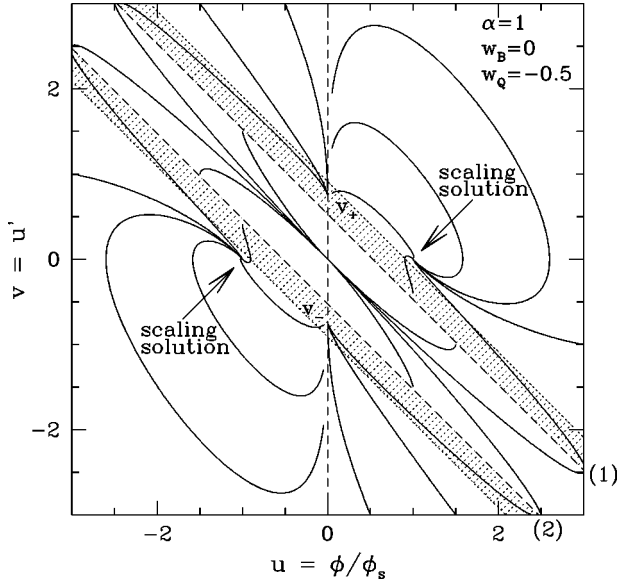 α=1
w_B=0
w_Q=−0.5
2
scaling
solution
v_+
0
v = u'
v_−
scaling
solution
−2
(1)
(2)
−2
0
2
u = ϕ/ϕ_s